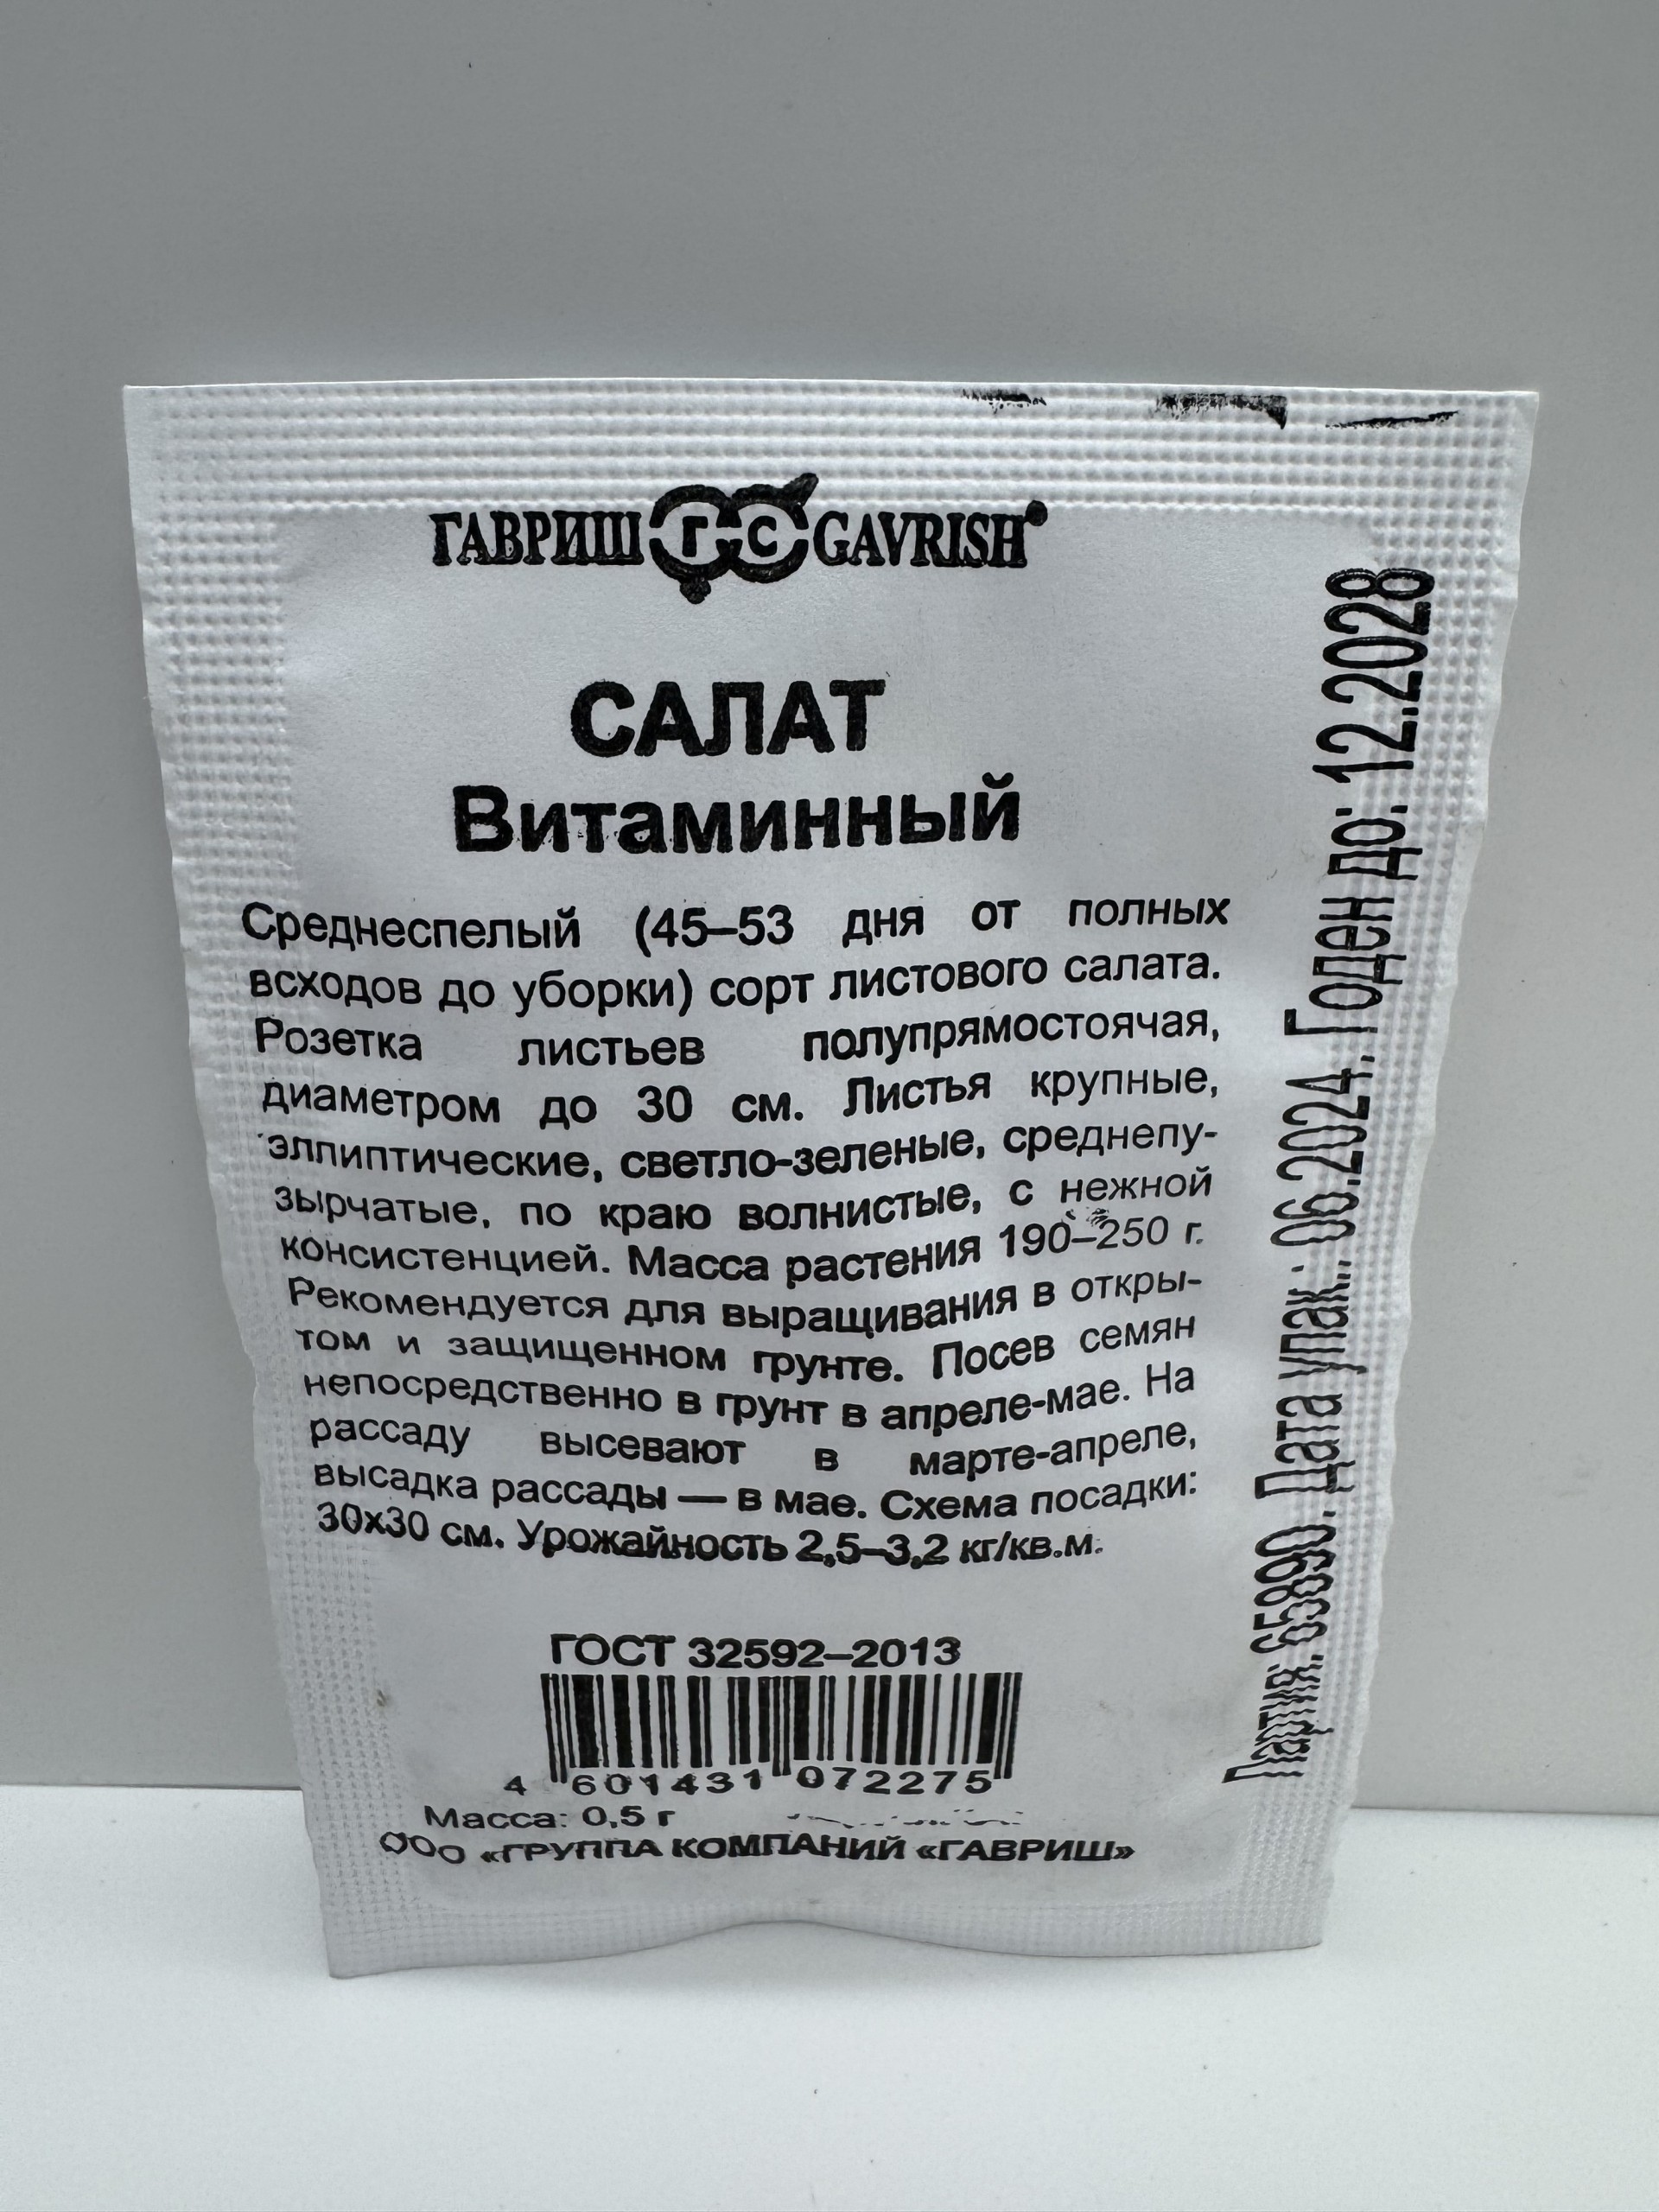 ГАВРИШ ГС GAVRISH
САЛАТ
Витаминный
Среднеспелый (45–53 дня от полных
всходов до уборки) сорт листового салата.
Розетка листьев полупрямостоячая,
диаметром до 30 см. Листья крупные,
эллиптические, светло-зеленые, среднепу-
зырчатые, по краю волнистые, с нежной
консистенцией. Масса растения 190–250 г.
Рекомендуется для выращивания в откры-
том и защищенном грунте. Посев семян
непосредственно в грунт в апреле-мае. На
рассаду высевают в марте-апреле,
высадка рассады — в мае. Схема посадки:
30х30 см. Урожайность 2,5–3,2 кг/кв.м.
ГОСТ 32592–2013
4 601431 072275
Масса: 0,5 г
ООО «ГРУППА КОМПАНИЙ «ГАВРИШ»
Партия: 65890. Дата упак.: 06.2024. Годен до: 12.2028